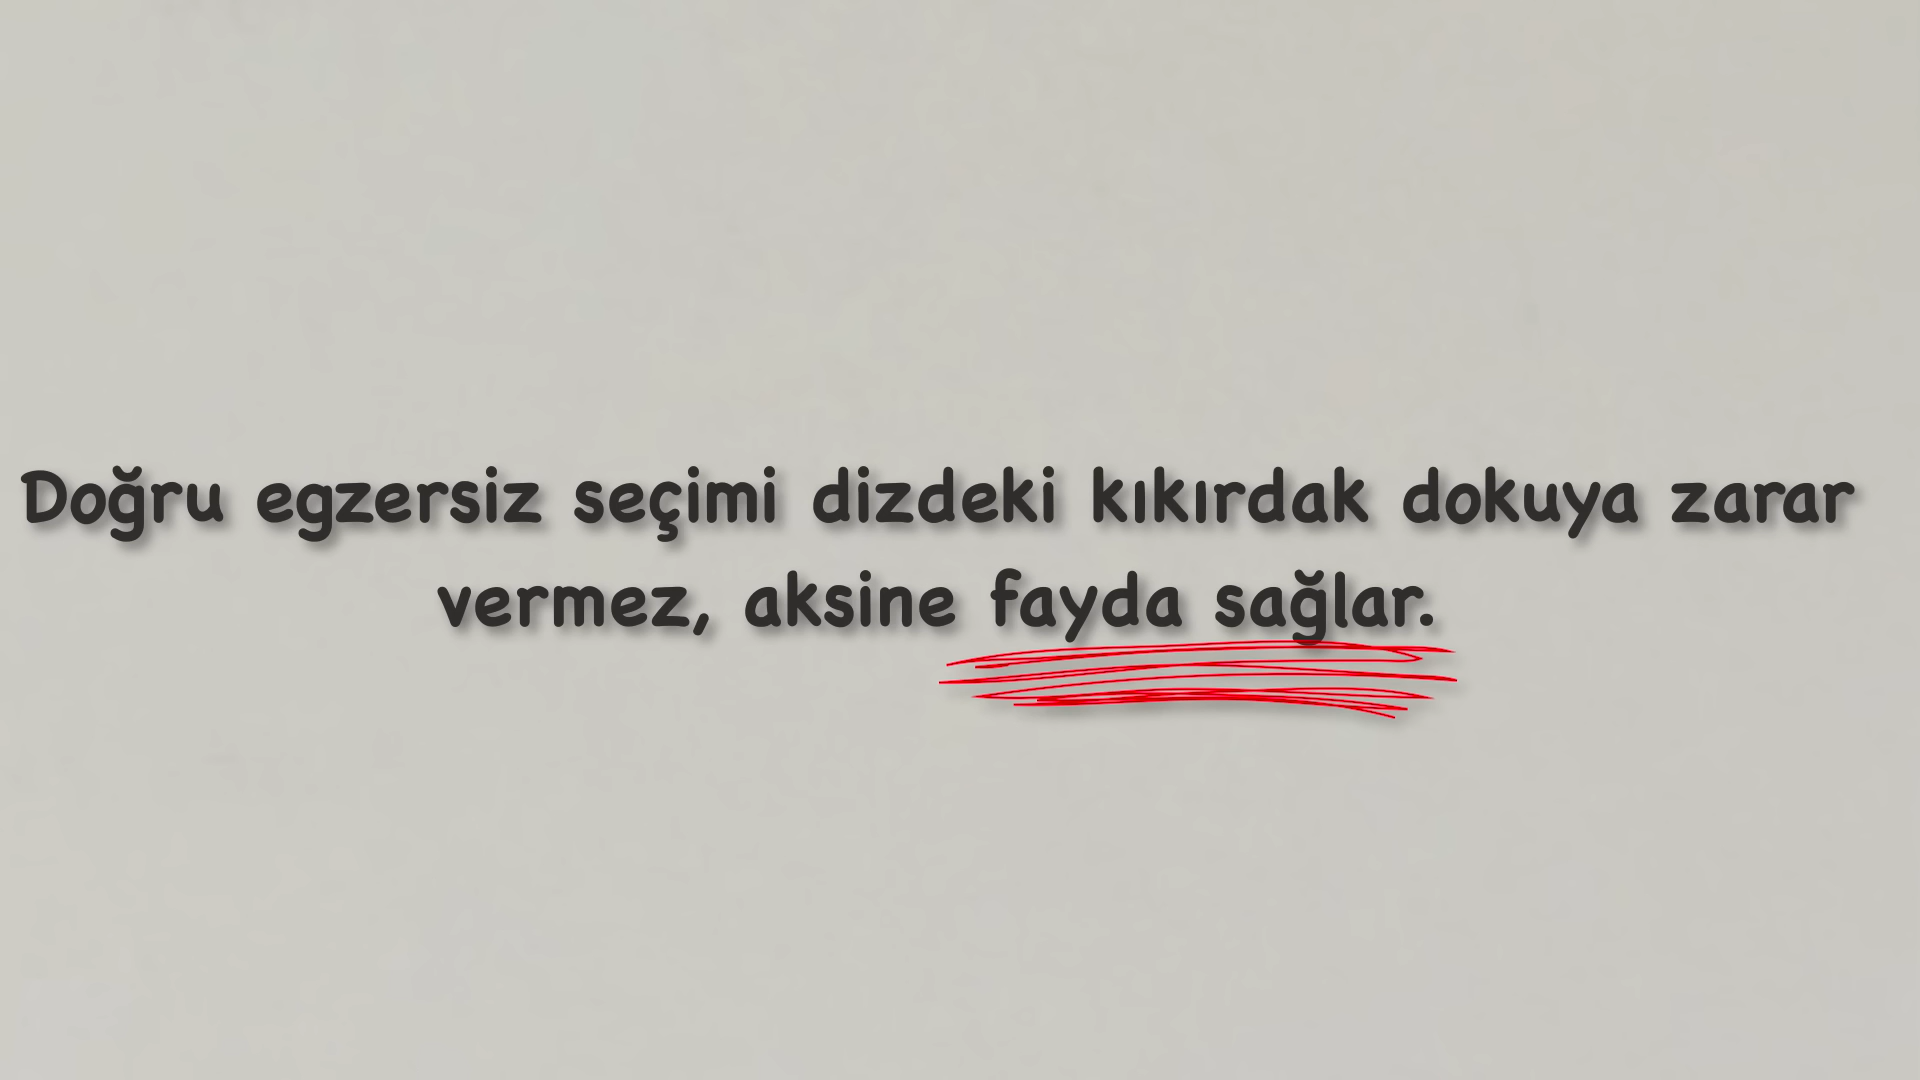 Doğru egzersiz seçimi dizdeki kıkırdak dokuya zarar
vermez, aksine fayda sağlar.